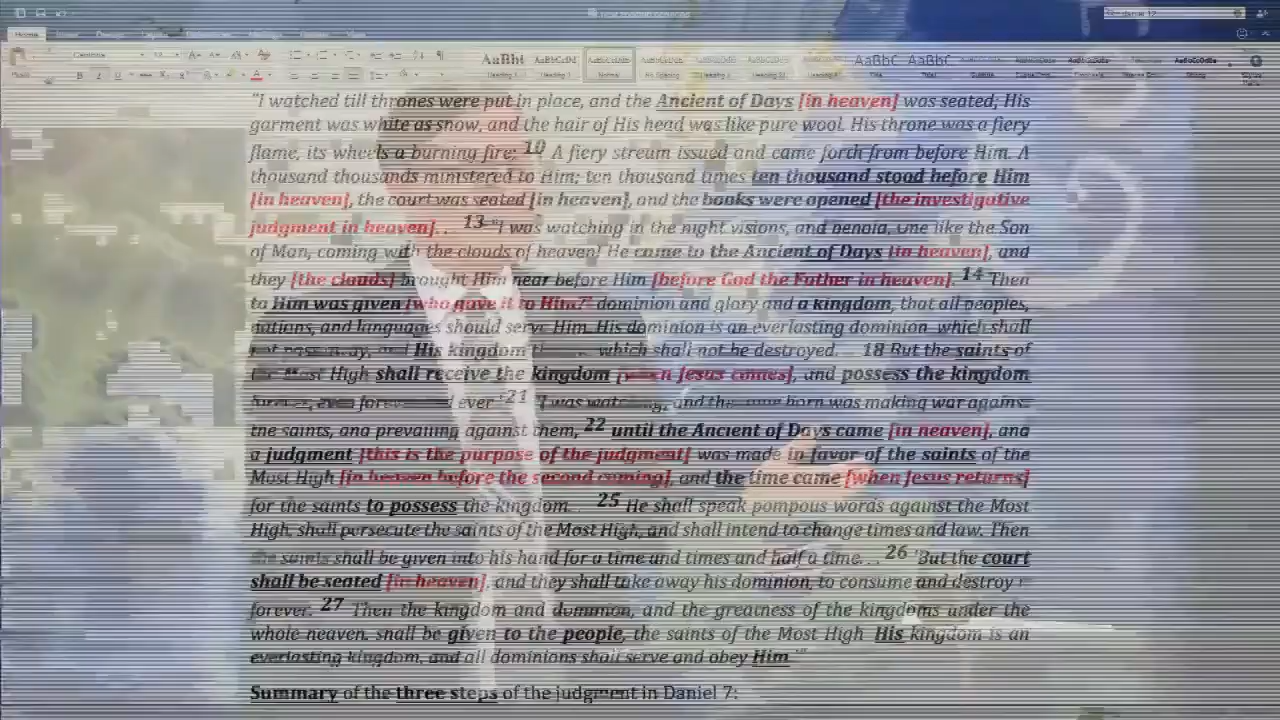 "I watched till thrones were put in place, and the Ancient of Days [in heaven] was seated; His
garment was white as snow, and the hair of His head was like pure wool. His throne was a fiery
flame, its wheels a burning fire; 10 A fiery stream issued and came forth from before Him. A
thousand thousands ministered to Him; ten thousand times ten thousand stood before Him
[in heaven], the court was seated [in heaven], and the books were opened [the investigative
judgment in heaven]. . 13 "I was watching in the night visions, and behold, One like the Son
of Man, coming with the clouds of heaven! He came to the Ancient of Days [in heaven], and
they [the clouds] brought Him near before Him [before God the Father in heaven]. 14 Then
to Him was given [who gave it to Him?" dominion and glory and a kingdom, that all peoples,
nations, and languages should serve Him. His dominion is an everlasting dominion, which shall
not pass away, and His kingdom which shall not be destroyed. . . 18 But the saints of
the Most High shall receive the kingdom [when Jesus comes], and possess the kingdom
forever, even forever ever' 21 "I was watching; and the same horn was making war against
the saints, and prevailing against them, 22 until the Ancient of Days came [in heaven], and
a judgment [this is the purpose of the judgment] was made in favor of the saints of the
Most High [in heaven before the second coming], and the time came [when Jesus returns]
for the saints to possess the kingdom. . . 25 He shall speak pompous words against the Most
High, shall persecute the saints of the Most High, and shall intend to change times and law. Then
the saints shall be given into his hand for a time and times and half a time. . . 26 'But the court
shall be seated [in heaven], and they shall take away his dominion, to consume and destroy
forever. 27 Then the kingdom and dominion, and the greatness of the kingdoms under the
whole heaven, shall be given to the people, the saints of the Most High His kingdom is an
everlasting kingdom, and all dominions shall serve and obey Him.'"
Summary of the three steps of the judgment in Daniel 7: